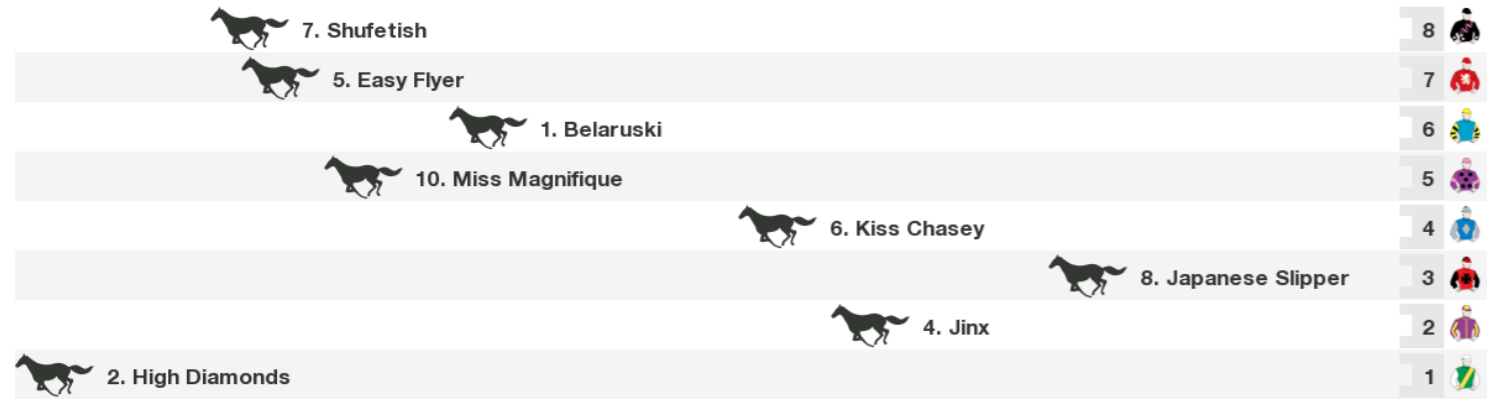 7. Shufetish 8
5. Easy Flyer 7
1. Belaruski 6
10. Miss Magnifique 5
6. Kiss Chasey 4
8. Japanese Slipper 3
4. Jinx 2
2. High Diamonds 1